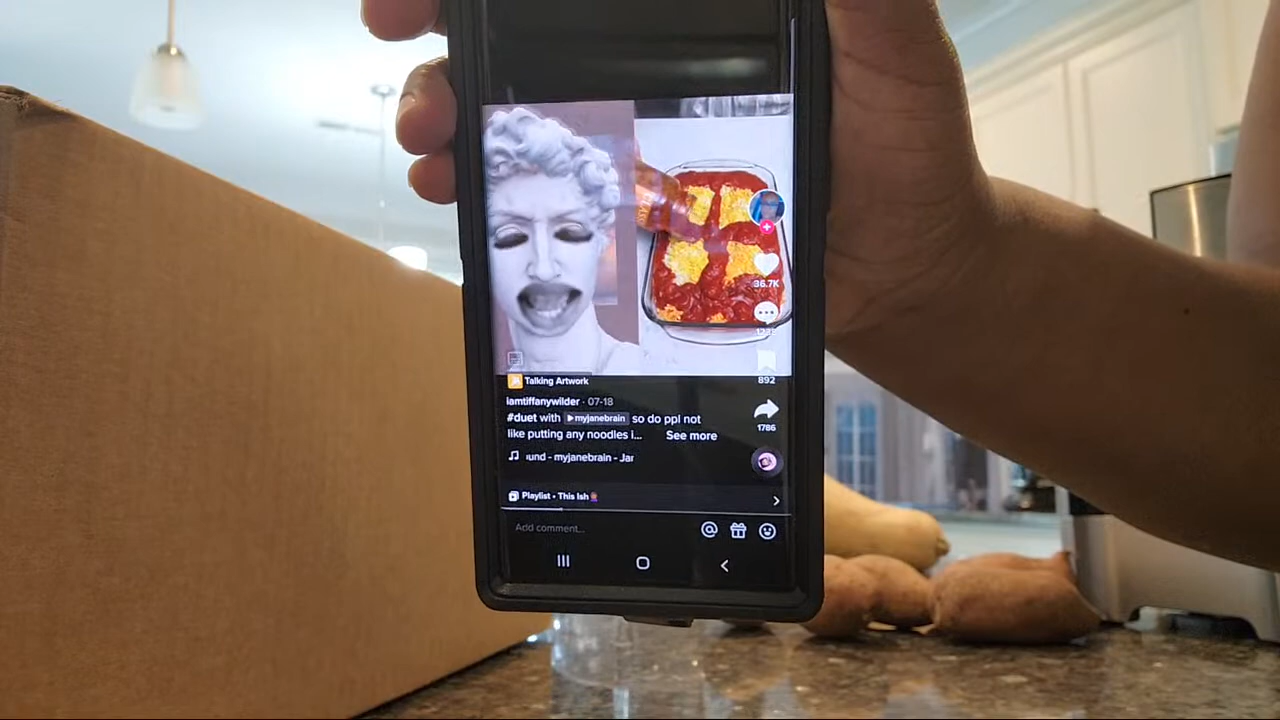 36.7K
Talking Artwork
892
iamtiffanywilder · 07-18
#duet with myjanebrain so do ppl not
like putting any noodles i... See more
1786
und - myjanebrain - Jar
Playlist • This Ish
Add comment...